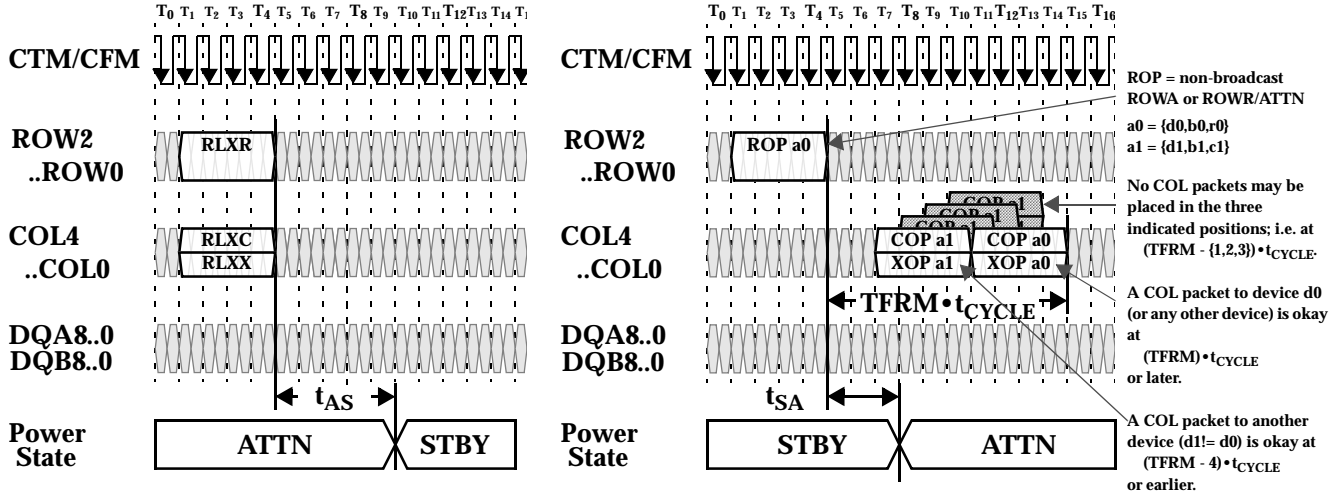 T0 T1 T2 T3 T4 T5 T6 T7 T8 T9 T10 T11 T12 T13 T14 T1
CTM/CFM
ROW2
..ROW0
RLXR
COL4
..COL0
RLXC
RLXX
DQA8..0
DQB8..0
tAS
Power
State
ATTN
STBY
T0 T1 T2 T3 T4 T5 T6 T7 T8 T9 T10 T11 T12 T13 T14 T15 T16
CTM/CFM
ROW2
..ROW0
ROP a0
COL4
..COL0
COP a1
COP a1
COP a1
COP a1
COP a0
XOP a1
XOP a0
TFRM•tCYCLE
DQA8..0
DQB8..0
tSA
Power
State
STBY
ATTN
ROP = non-broadcast
ROWA or ROWR/ATTN
a0 = {d0,b0,r0}
a1 = {d1,b1,c1}
No COL packets may be
placed in the three
indicated positions; i.e. at
(TFRM - {1,2,3})•tCYCLE.
A COL packet to device d0
(or any other device) is okay
at
(TFRM)•tCYCLE
or later.
A COL packet to another
device (d1!= d0) is okay at
(TFRM - 4)•tCYCLE
or earlier.